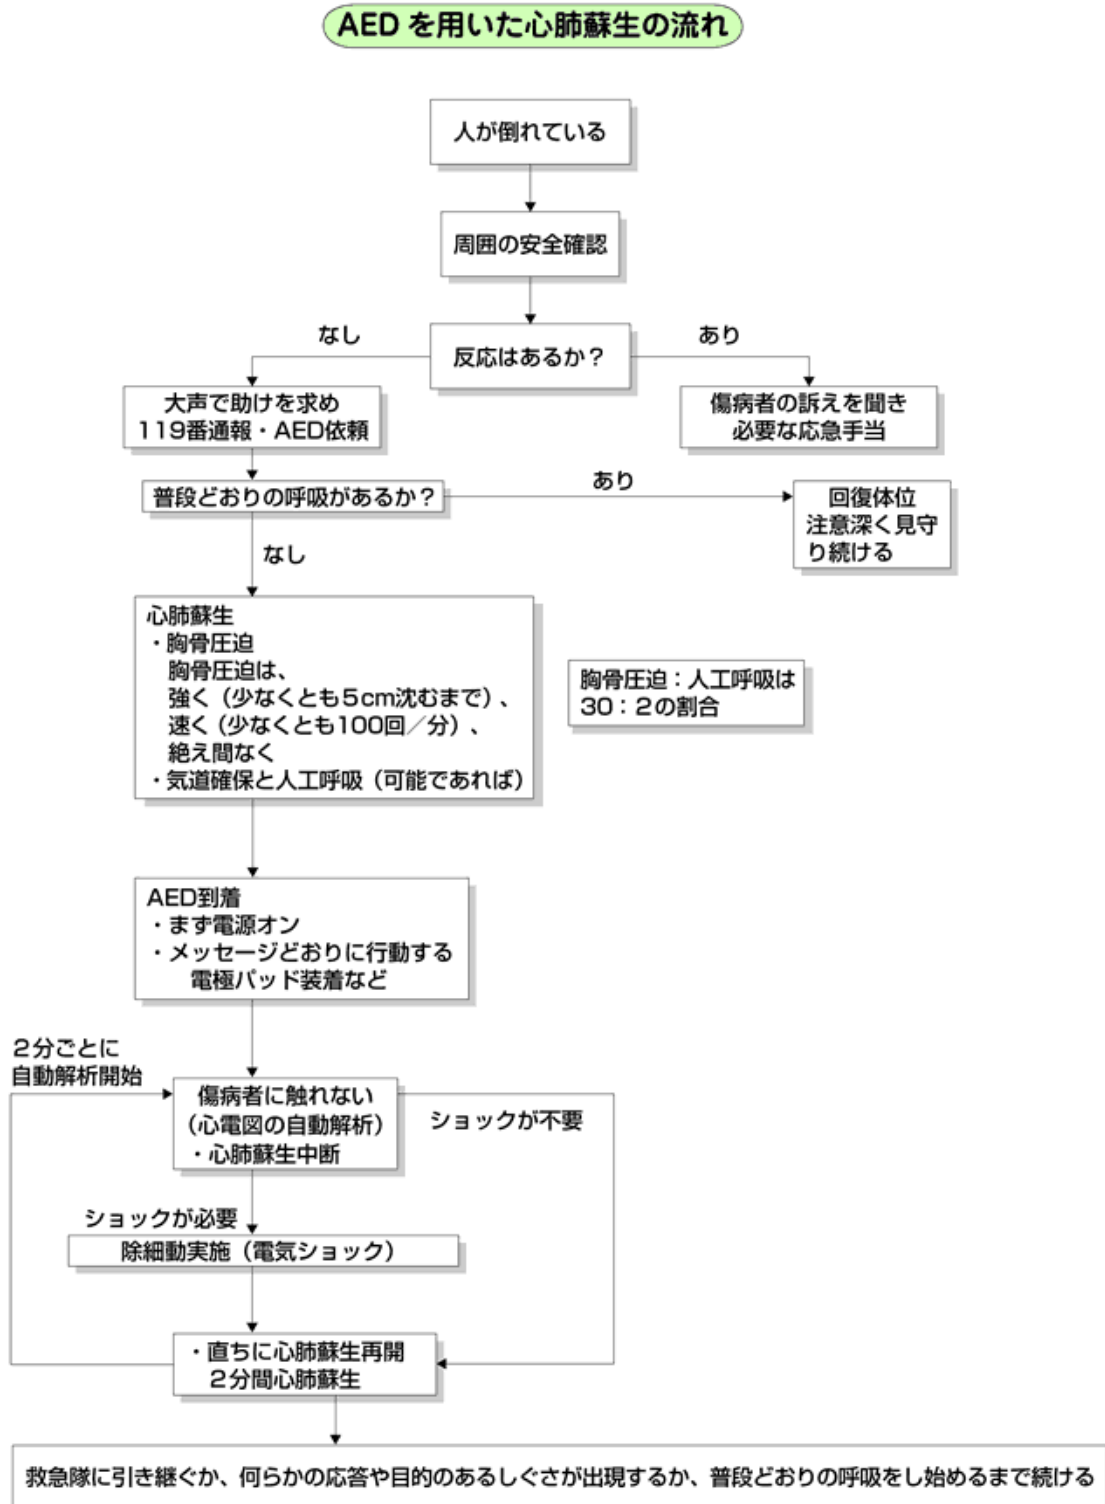 AED を用いた心肺蘇生の流れ
人が倒れている
周囲の安全確認
反応はあるか？
なし
あり
大声で助けを求め
119番通報・AED依頼
傷病者の訴えを聞き
必要な応急手当
普段どおりの呼吸があるか？
あり
回復体位
注意深く見守
り続ける
なし
心肺蘇生
・胸骨圧迫
胸骨圧迫は、
強く（少なくとも５cm沈むまで）、
速く（少なくとも100回／分）、
絶え間なく
・気道確保と人工呼吸（可能であれば）
胸骨圧迫：人工呼吸は
30：２の割合
AED到着
・まず電源オン
・メッセージどおりに行動する
電極パッド装着など
２分ごとに
自動解析開始
傷病者に触れない
（心電図の自動解析）
・心肺蘇生中断
ショックが不要
ショックが必要
除細動実施（電気ショック）
・直ちに心肺蘇生再開
２分間心肺蘇生
救急隊に引き継ぐか、何らかの応答や目的のあるしぐさが出現するか、普段どおりの呼吸をし始めるまで続ける